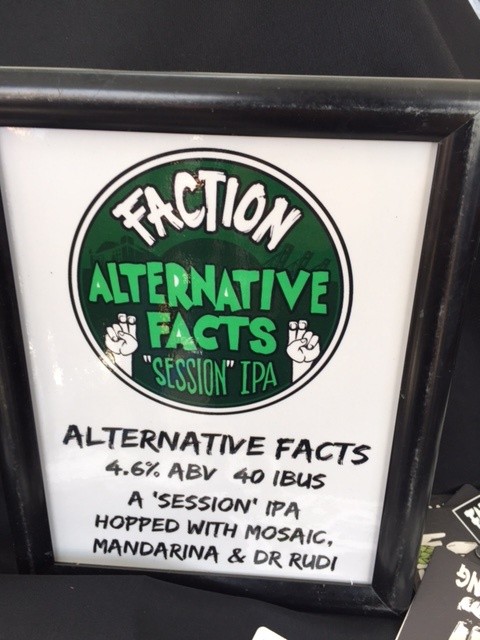 FACTION
ALTERNATIVE
FACTS
"SESSION" IPA
ALTERNATIVE FACTS
4.6% ABV 40 IBUS
A 'SESSION' IPA
HOPPED WITH MOSAIC,
MANDARINA & DR RUDI